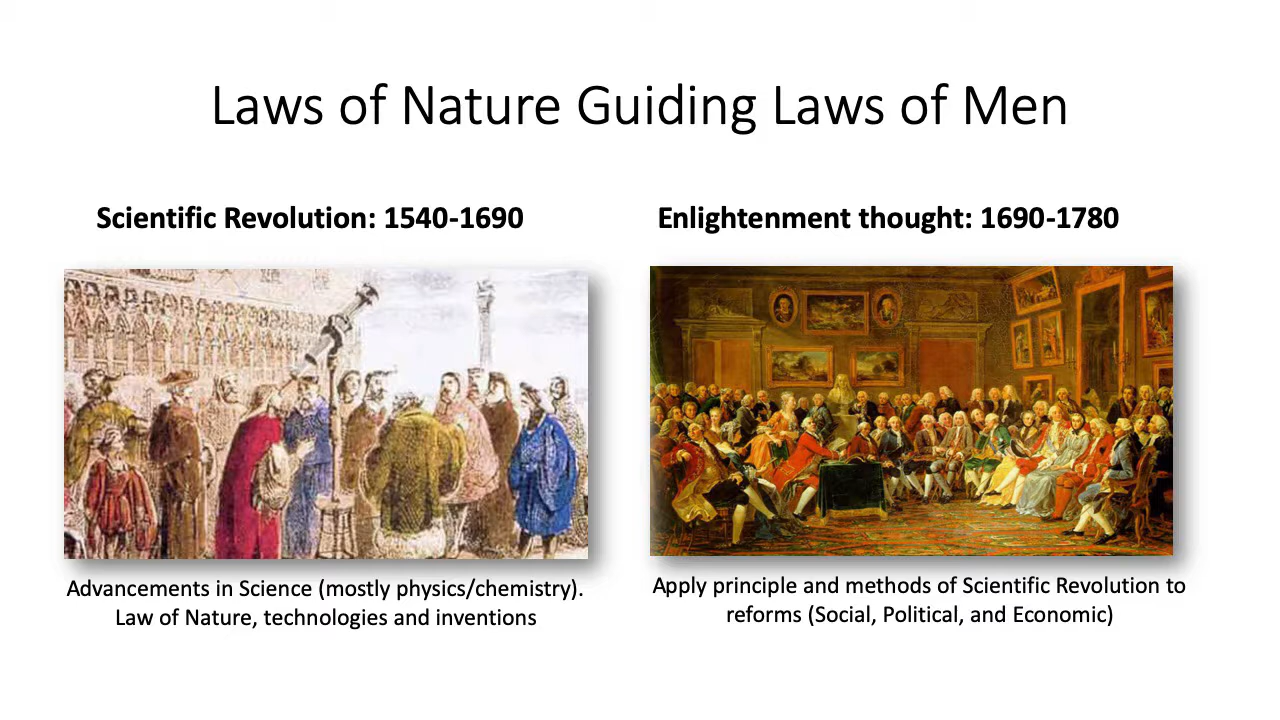 Laws of Nature Guiding Laws of Men
Scientific Revolution: 1540-1690
Enlightenment thought: 1690-1780
Advancements in Science (mostly physics/chemistry).
Law of Nature, technologies and inventions
Apply principle and methods of Scientific Revolution to
reforms (Social, Political, and Economic)